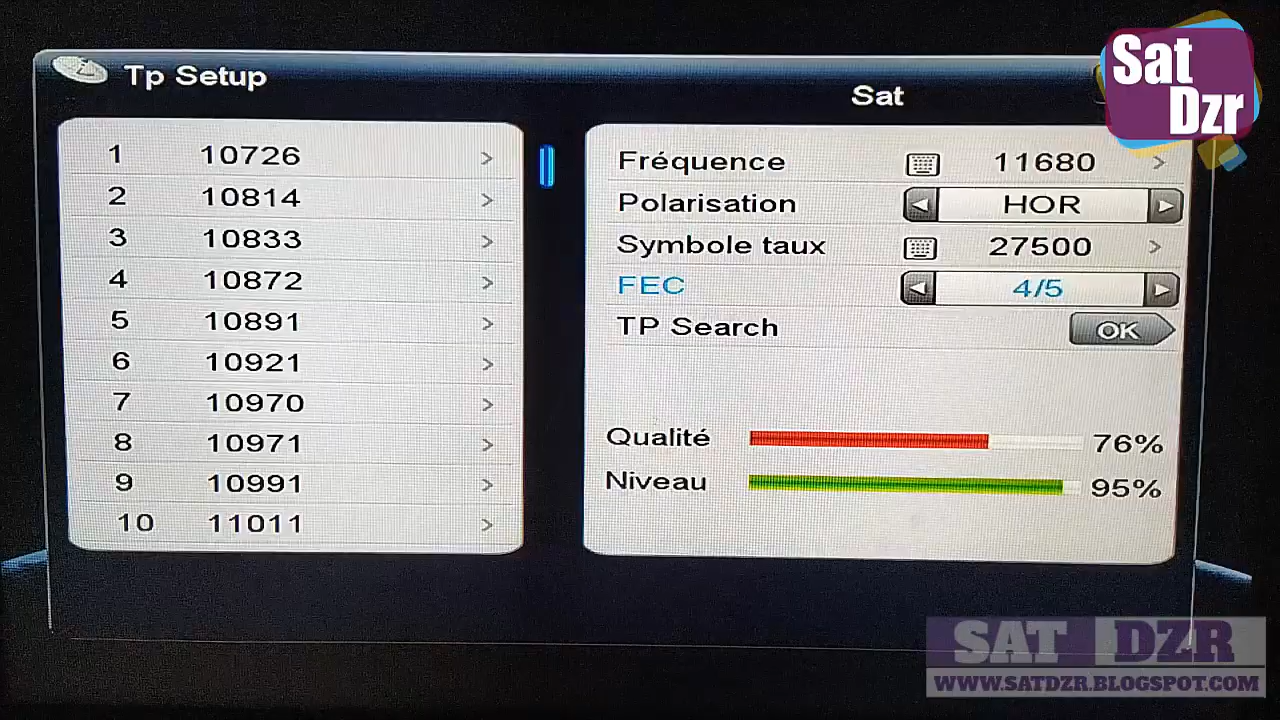 Tp Setup
Sat
1 10726 >
2 10814 >
3 10833 >
4 10872 >
5 10891 >
6 10921 >
7 10970 >
8 10971 >
9 10991 >
10 11011 >
Fréquence 11680 >
Polarisation HOR
Symbole taux 27500 >
FEC 4/5
TP Search OK
Qualité 76%
Niveau 95%
Sat
Dzr
SAT DZR
WWW.SATDZR.BLOGSPOT.COM